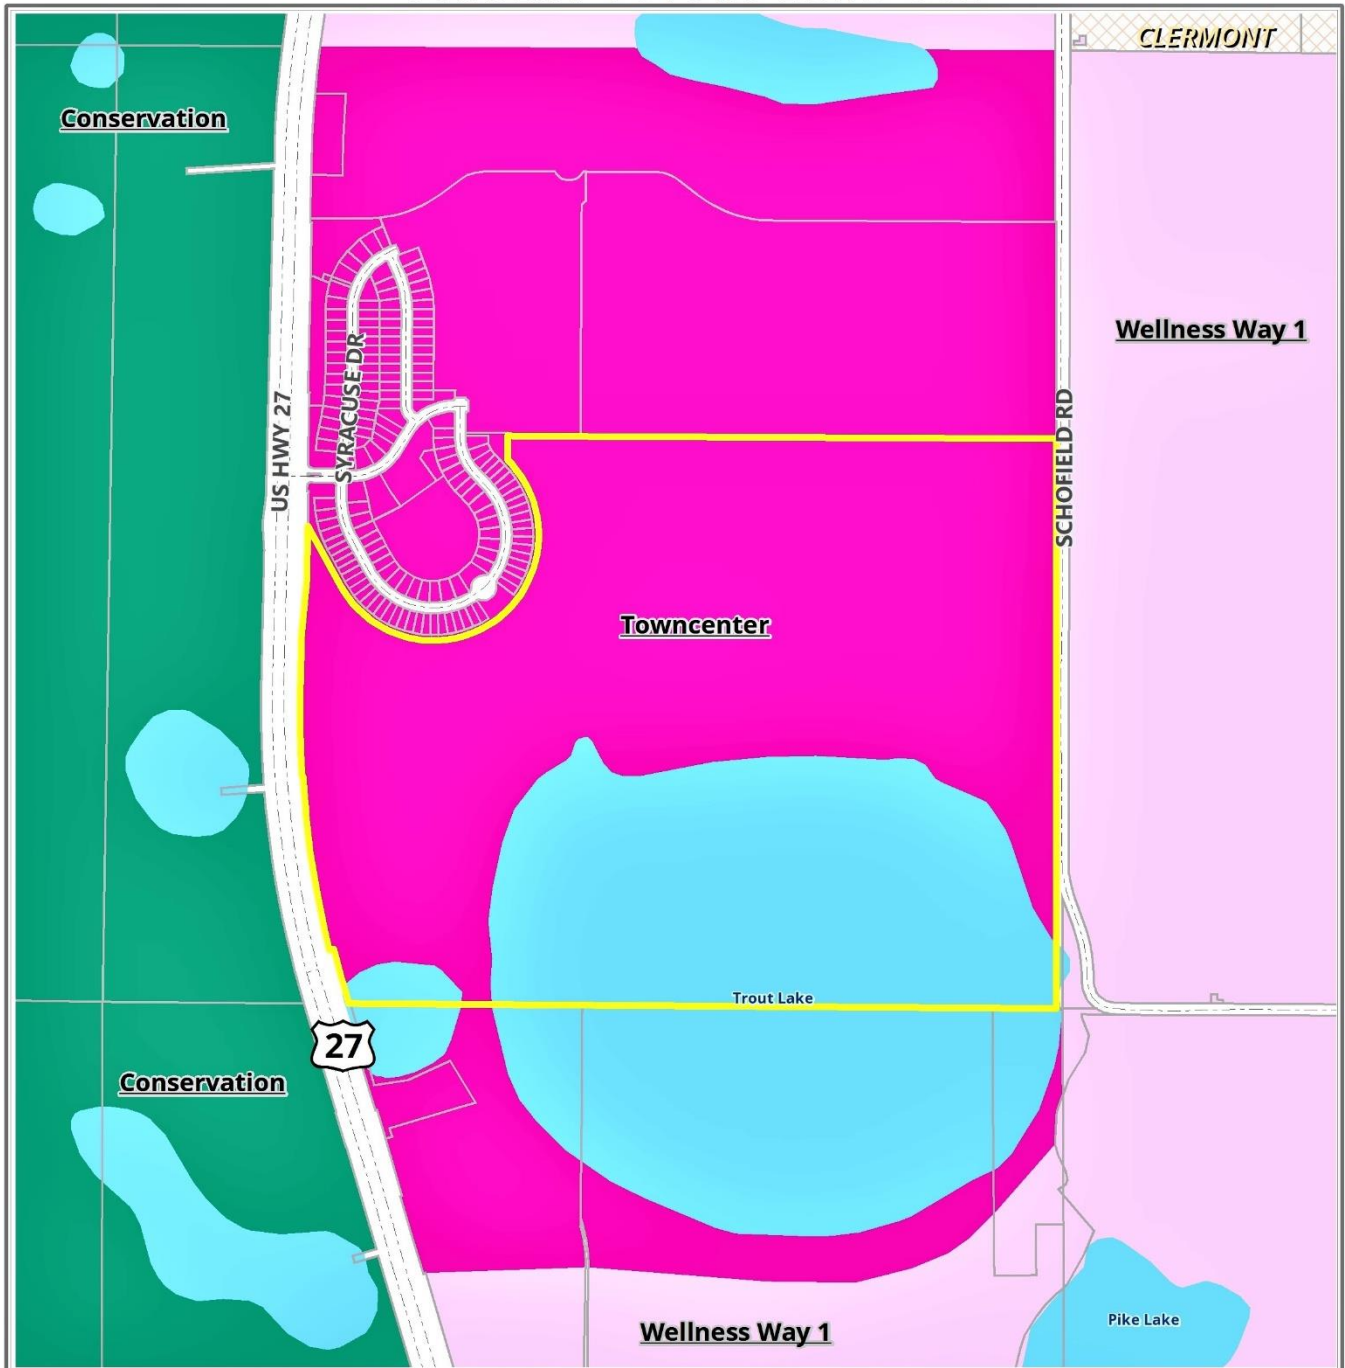 CLERMONT
Conservation
Wellness Way 1
SYRACUSE DR
US HWY 27
SCHOFIELD RD
Towncenter
Trout Lake
27
Conservation
Pike Lake
Wellness Way 1